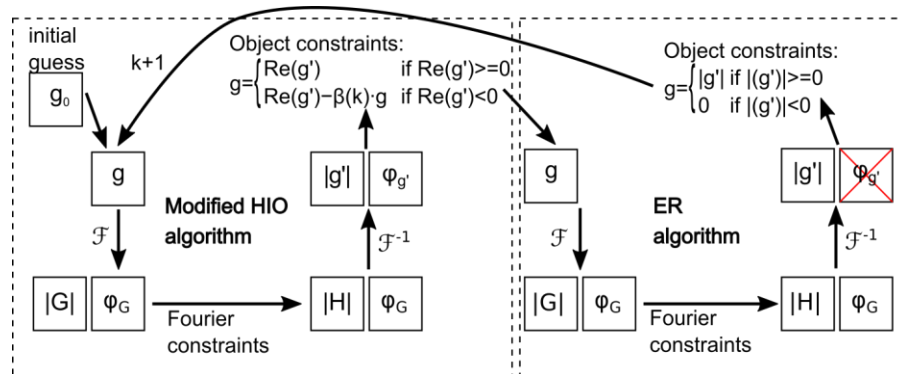 initial
guess
g₀
k+1
Object constraints:
g={Re(g') if Re(g')>=0
Re(g')−β(k)·g if Re(g')<0
g
|g'| φg'
Modified HIO
algorithm
ℱ
ℱ⁻¹
|G| φG
Fourier
constraints
|H| φG
Object constraints:
g={|g'| if |(g')|>=0
0 if |(g')|<0
g
|g'| φg'
ER
algorithm
ℱ
ℱ⁻¹
|G| φG
Fourier
constraints
|H| φG